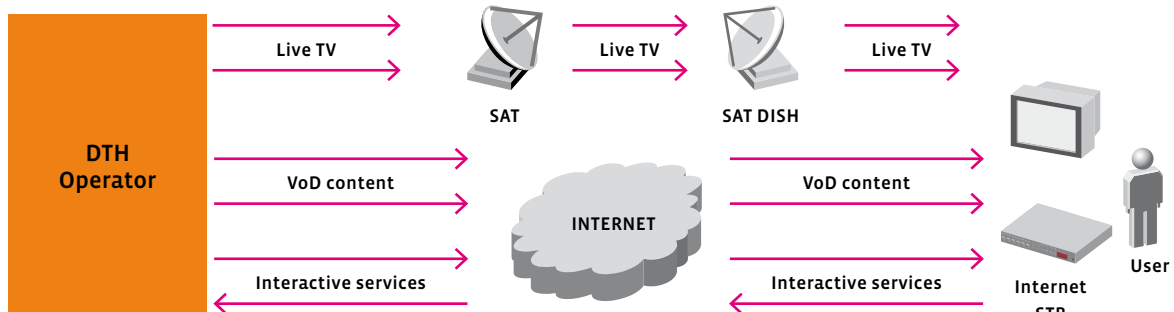 Live TV
Live TV
Live TV
SAT
SAT DISH
DTH
Operator
VoD content
VoD content
INTERNET
Interactive services
Interactive services
User
Internet
STB